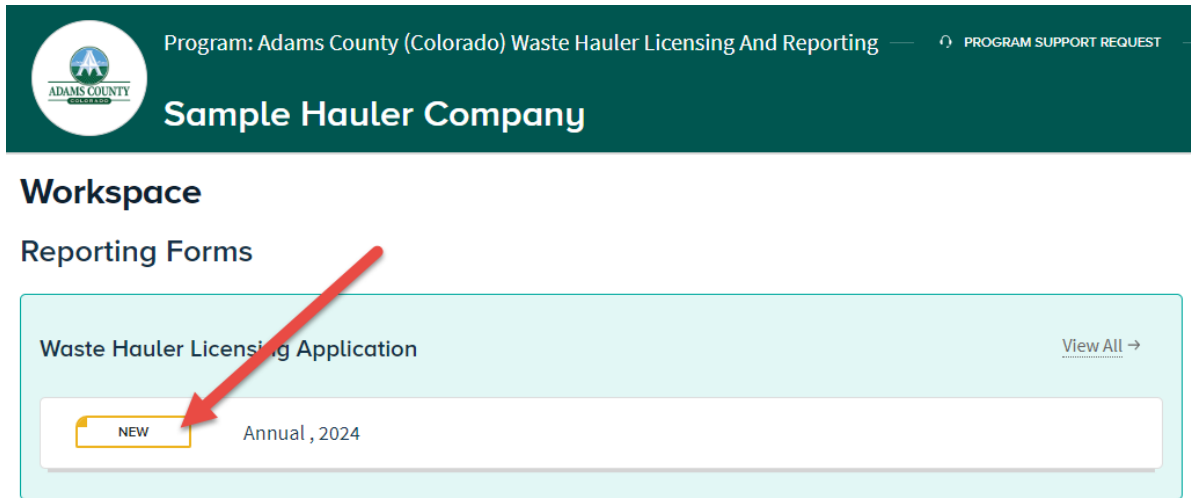 Program: Adams County (Colorado) Waste Hauler Licensing And Reporting
PROGRAM SUPPORT REQUEST
ADAMS COUNTY
COLORADO
Sample Hauler Company
Workspace
Reporting Forms
Waste Hauler Licensing Application
View All →
NEW
Annual , 2024